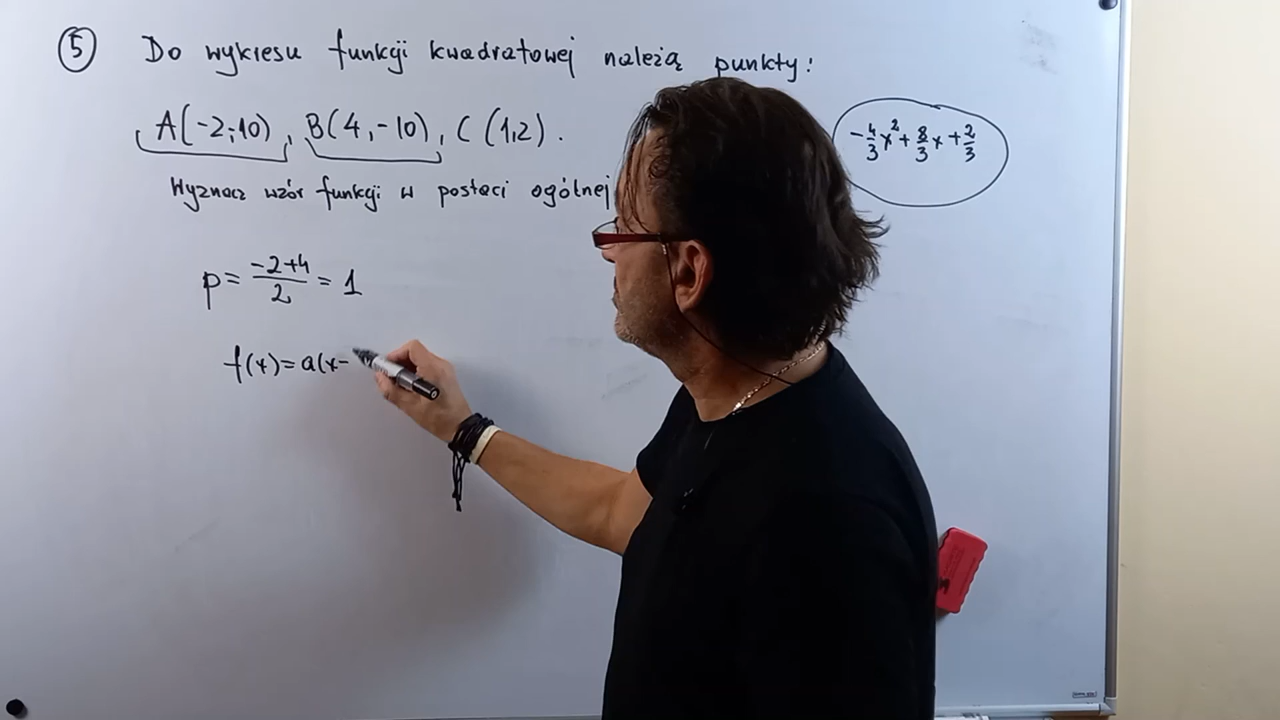 5 Do wykresu funkcji kwadratowej należą punkty:
A(-2;10), B(4,-10), C(1,2).
Wyznacz wzór funkcji w postaci ogólnej
-4/3x²+8/3x+2/3
p = (-2+4)/2 = 1
f(x)=a(x-